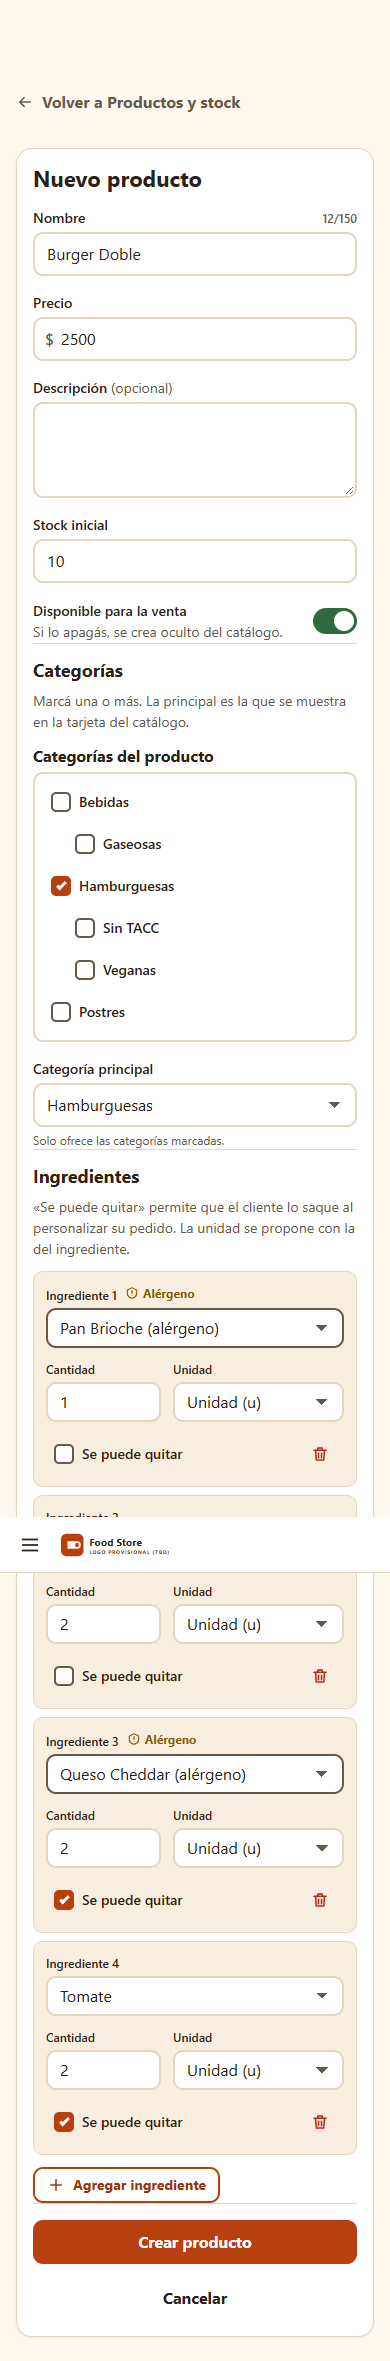 Volver a Productos y stock
Nuevo producto
Nombre 12/150
Burger Doble
Precio
$ 2500
Descripción (opcional)
Stock inicial
10
Disponible para la venta
Si lo apagás, se crea oculto del catálogo.
Categorías
Marcá una o más. La principal es la que se muestra
en la tarjeta del catálogo.
Categorías del producto
Bebidas
Gaseosas
Hamburguesas
Sin TACC
Veganas
Postres
Categoría principal
Hamburguesas
Solo ofrece las categorías marcadas.
Ingredientes
«Se puede quitar» permite que el cliente lo saque al
personalizar su pedido. La unidad se propone con la
del ingrediente.
Ingrediente 1 Alérgeno
Pan Brioche (alérgeno)
Cantidad Unidad
1 Unidad (u)
Se puede quitar
Food Store
LOGO PROVISIONAL (TBD)
Cantidad Unidad
2 Unidad (u)
Se puede quitar
Ingrediente 3 Alérgeno
Queso Cheddar (alérgeno)
Cantidad Unidad
2 Unidad (u)
Se puede quitar
Ingrediente 4
Tomate
Cantidad Unidad
2 Unidad (u)
Se puede quitar
Agregar ingrediente
Crear producto
Cancelar